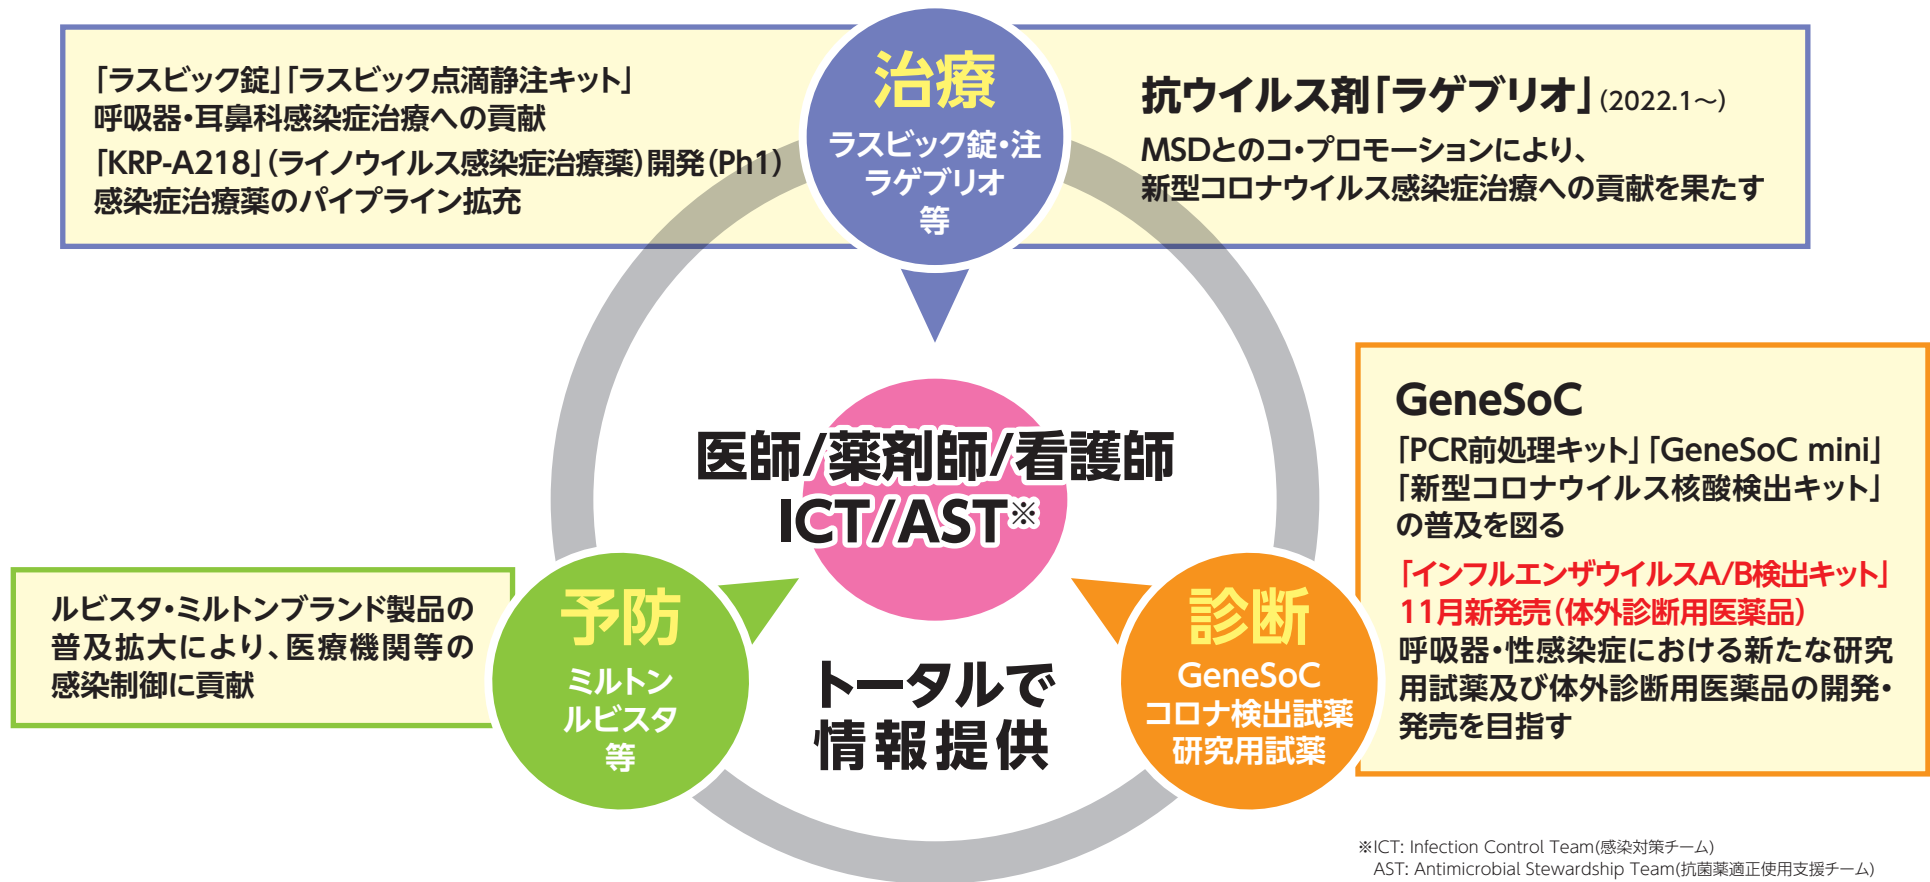 「ラスビック錠」「ラスビック点滴静注キット」
呼吸器・耳鼻科感染症治療への貢献
「KRP-A218」(ライノウイルス感染症治療薬)開発(Ph1)
感染症治療薬のパイプライン拡充
治療
ラスビック錠・注
ラゲブリオ
等
抗ウイルス剤「ラゲブリオ」(2022.1~)
MSDとのコ・プロモーションにより、
新型コロナウイルス感染症治療への貢献を果たす
医師/薬剤師/看護師
ICT/AST※
トータルで
情報提供
ルビスタ・ミルトンブランド製品の
普及拡大により、医療機関等の
感染制御に貢献
予防
ミルトン
ルビスタ
等
診断
GeneSoC
コロナ検出試薬
研究用試薬
GeneSoC
「PCR前処理キット」「GeneSoC mini」
「新型コロナウイルス核酸検出キット」
の普及を図る
「インフルエンザウイルスA/B検出キット」
11月新発売(体外診断用医薬品)
呼吸器・性感染症における新たな研究
用試薬及び体外診断用医薬品の開発・
発売を目指す
※ICT: Infection Control Team(感染対策チーム)
AST: Antimicrobial Stewardship Team(抗菌薬適正使用支援チーム)